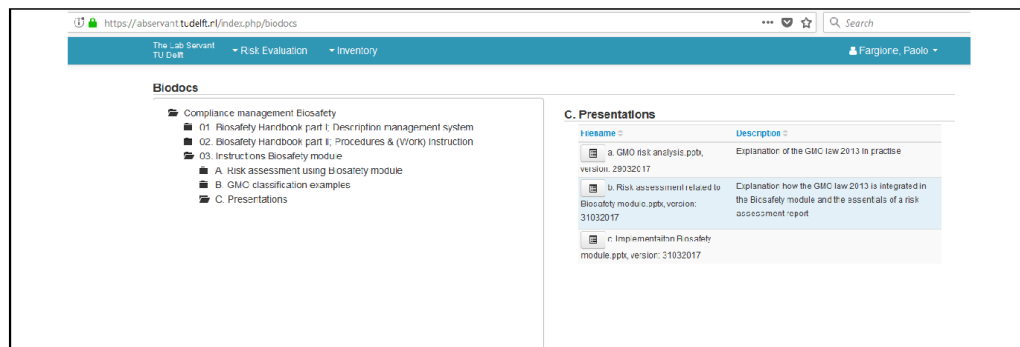 https://labservant.tudelft.nl/index.php/biodocs
Search
The Lab Servant
TU Delft
Risk Evaluation
Inventory
Fargione, Paolo
Biodocs
Compliance management Biosafety
01. Biosafety Handbook part I; Description management system
02. Biosafety Handbook part II; Procedures & (Work) Instruction
03. Instructions Biosafety module
A. Risk assessment using Biosafety module
B. GMO classification examples
C. Presentations
C. Presentations
Filename
Description
a. GMO risk analysis.pptx,
version: 29032017
Explanation of the GMO law 2013 in practise
b. Risk assessment related to
Biosafety module.pptx, version:
31032017
Explanation how the GMO law 2013 is integrated in
the Biosafety module and the essentials of a risk
assessment report
c. Implementaiton Biosafety
module.pptx, version: 31032017